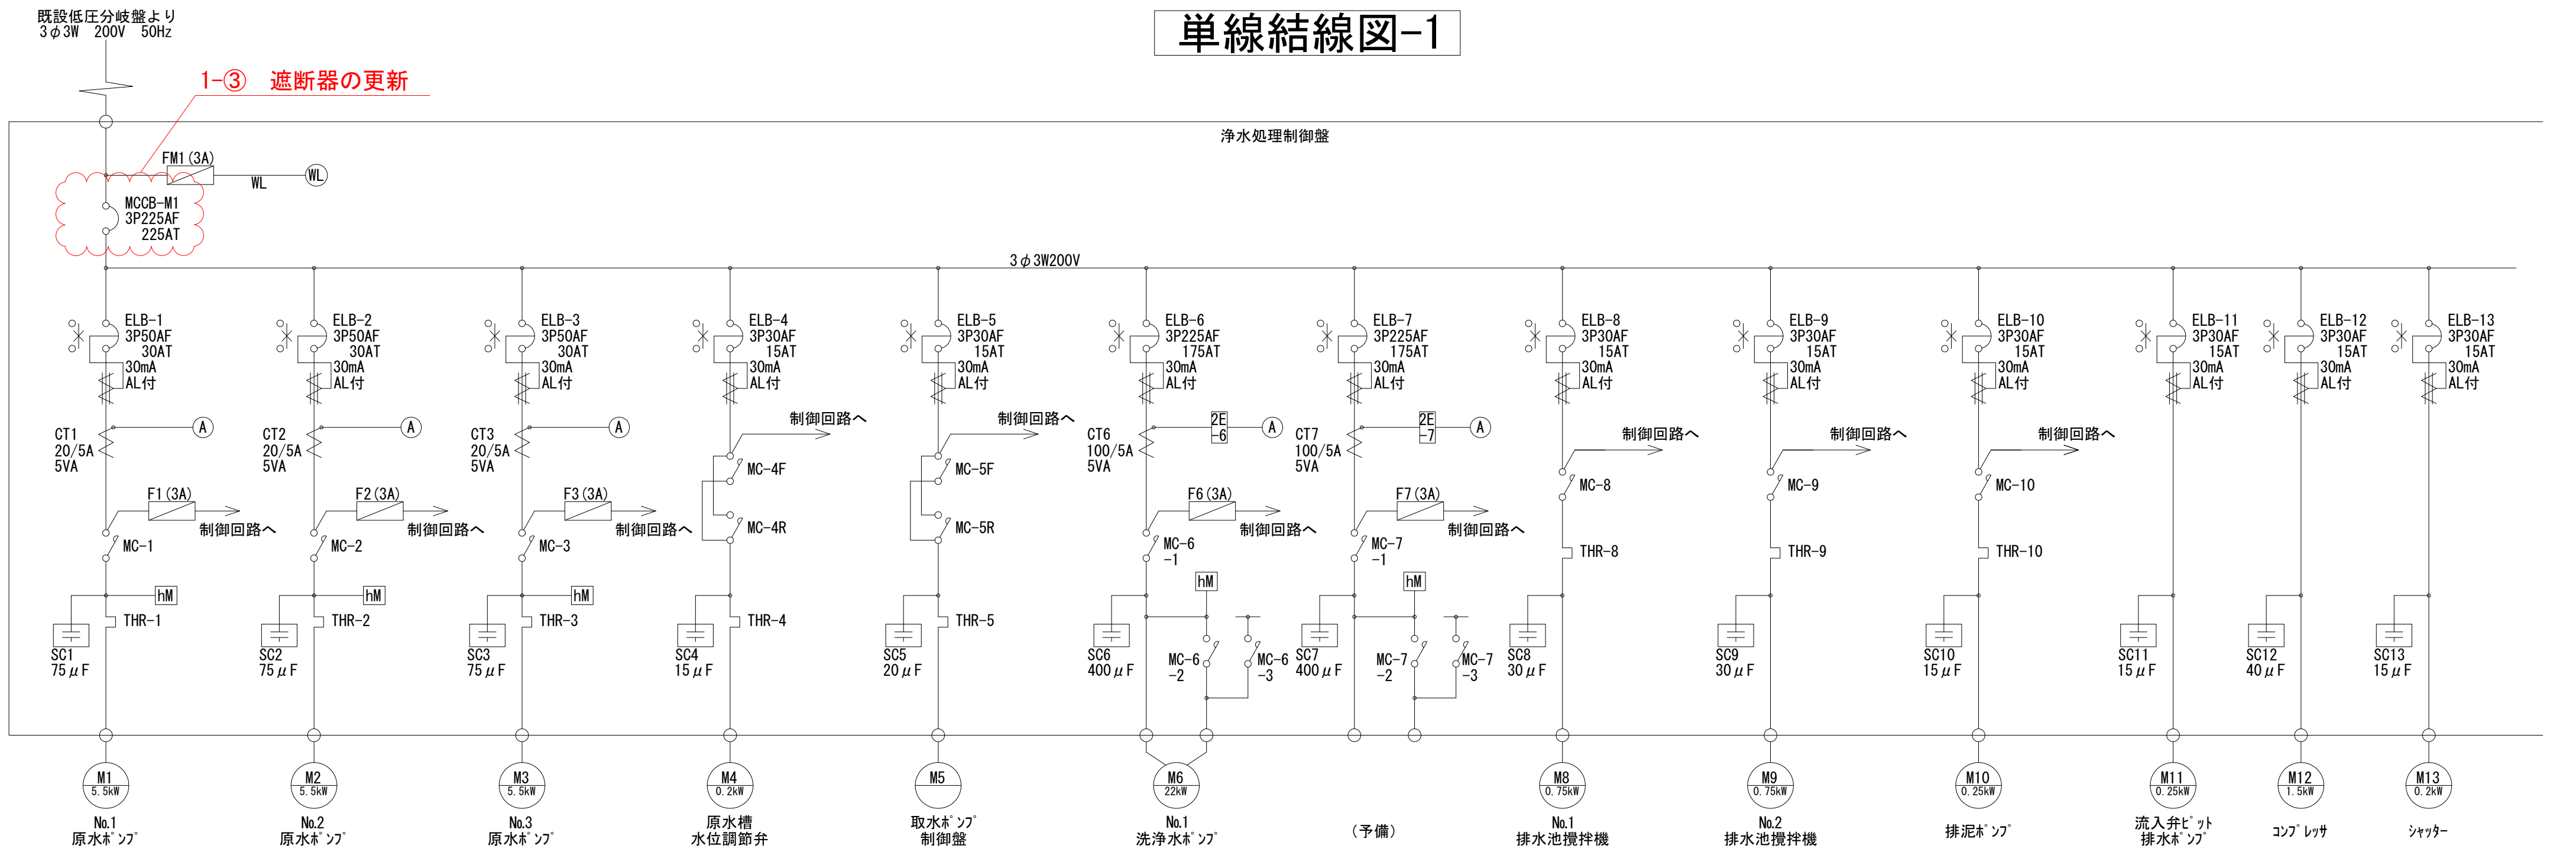 単線結線図-1
既設低圧分岐盤より
3φ3W 200V 50Hz
1-③ 遮断器の更新
浄水処理制御盤
FM1(3A)
WL
WL
MCCB-M1
3P225AF
225AT
3φ3W200V
ELB-1
3P50AF
30AT
30mA
AL付
ELB-2
3P50AF
30AT
30mA
AL付
ELB-3
3P50AF
30AT
30mA
AL付
ELB-4
3P30AF
15AT
30mA
AL付
ELB-5
3P30AF
15AT
30mA
AL付
ELB-6
3P225AF
175AT
30mA
AL付
ELB-7
3P225AF
175AT
30mA
AL付
ELB-8
3P30AF
15AT
30mA
AL付
ELB-9
3P30AF
15AT
30mA
AL付
ELB-10
3P30AF
15AT
30mA
AL付
ELB-11
3P30AF
15AT
30mA
AL付
ELB-12
3P30AF
15AT
30mA
AL付
ELB-13
3P30AF
15AT
30mA
AL付
CT1
20/5A
5VA
A
CT2
20/5A
5VA
A
CT3
20/5A
5VA
A
制御回路へ
MC-4F
MC-4R
制御回路へ
MC-5F
MC-5R
CT6
100/5A
5VA
2E
-6
A
CT7
100/5A
5VA
2E
-7
A
制御回路へ
MC-8
制御回路へ
MC-9
制御回路へ
MC-10
F1(3A)
制御回路へ
MC-1
F2(3A)
制御回路へ
MC-2
F3(3A)
制御回路へ
MC-3
F6(3A)
制御回路へ
MC-6
-1
F7(3A)
制御回路へ
MC-7
-1
THR-8
THR-9
THR-10
hM
THR-1
hM
THR-2
hM
THR-3
THR-4
THR-5
hM
MC-6
-2
MC-6
-3
hM
MC-7
-2
MC-7
-3
SC1
75μF
SC2
75μF
SC3
75μF
SC4
15μF
SC5
20μF
SC6
400μF
SC7
400μF
SC8
30μF
SC9
30μF
SC10
15μF
SC11
15μF
SC12
40μF
SC13
15μF
M1
5.5kW
M2
5.5kW
M3
5.5kW
M4
0.2kW
M5
M6
22kW
M8
0.75kW
M9
0.75kW
M10
0.25kW
M11
0.25kW
M12
1.5kW
M13
0.2kW
No.1
原水ﾎﾟﾝﾌﾟ
No.2
原水ﾎﾟﾝﾌﾟ
No.3
原水ﾎﾟﾝﾌﾟ
原水槽
水位調節弁
取水ﾎﾟﾝﾌﾟ
制御盤
No.1
洗浄水ﾎﾟﾝﾌﾟ
(予備)
No.1
排水池攪拌機
No.2
排水池攪拌機
排泥ﾎﾟﾝﾌﾟ
流入弁ﾋﾟｯﾄ
排水ﾎﾟﾝﾌﾟ
ｺﾝﾌﾟﾚｯｻ
ｼｬｯﾀｰ